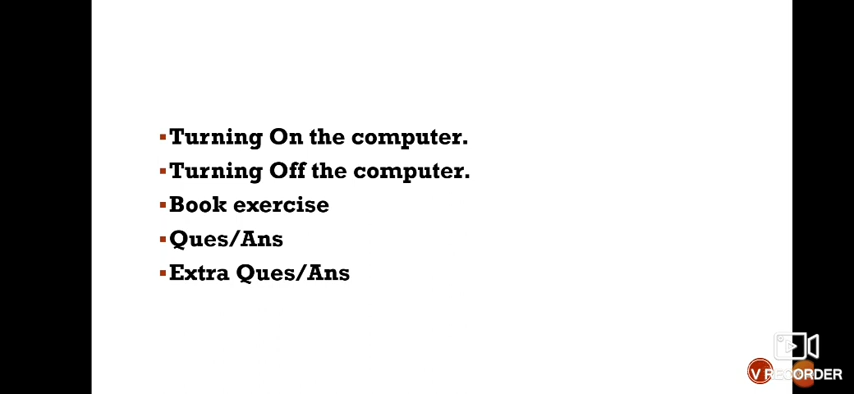 ▪Turning On the computer.
▪Turning Off the computer.
▪Book exercise
▪Ques/Ans
▪Extra Ques/Ans
V RECORDER